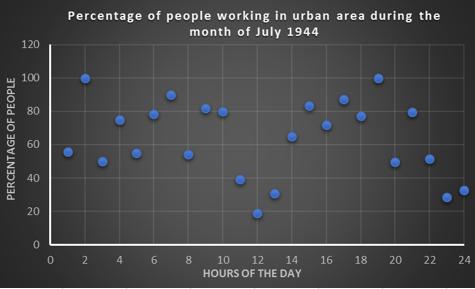 Percentage of people working in urban area during the
month of July 1944
120
100
80
60
40
20
0
PERCENTAGE OF PEOPLE
0 2 4 6 8 10 12 14 16 18 20 22 24
HOURS OF THE DAY